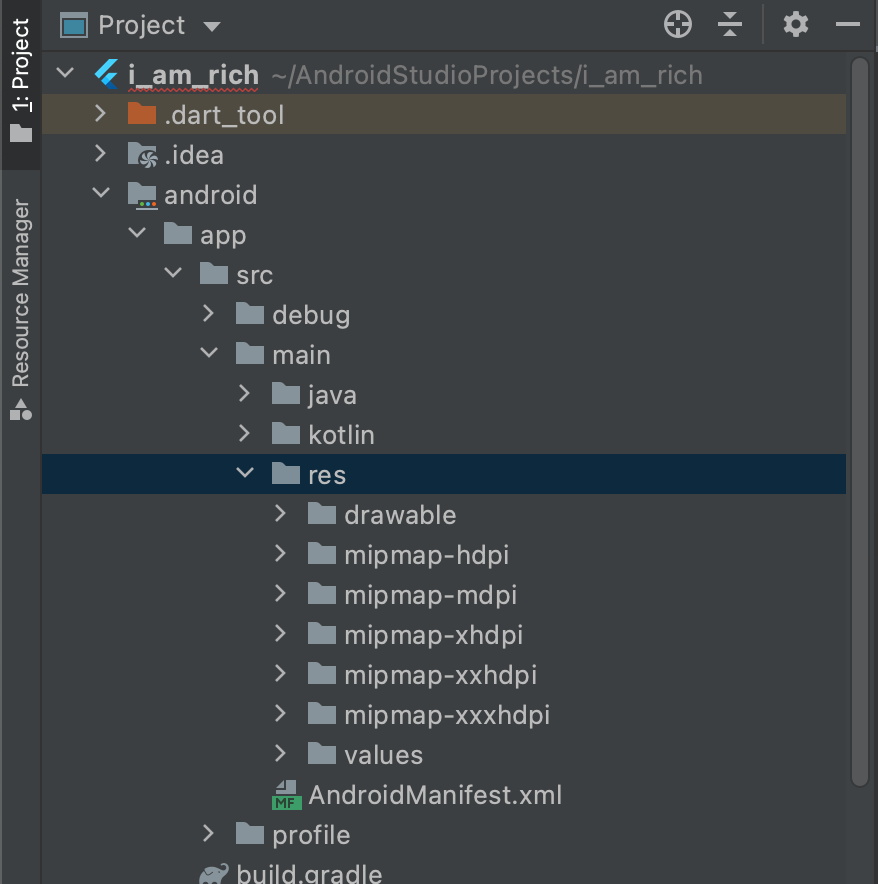 1: Project
Resource Manager
Project
i_am_rich ~/AndroidStudioProjects/i_am_rich
.dart_tool
.idea
android
app
src
debug
main
java
kotlin
res
drawable
mipmap-hdpi
mipmap-mdpi
mipmap-xhdpi
mipmap-xxhdpi
mipmap-xxxhdpi
values
MF AndroidManifest.xml
profile
build.gradle